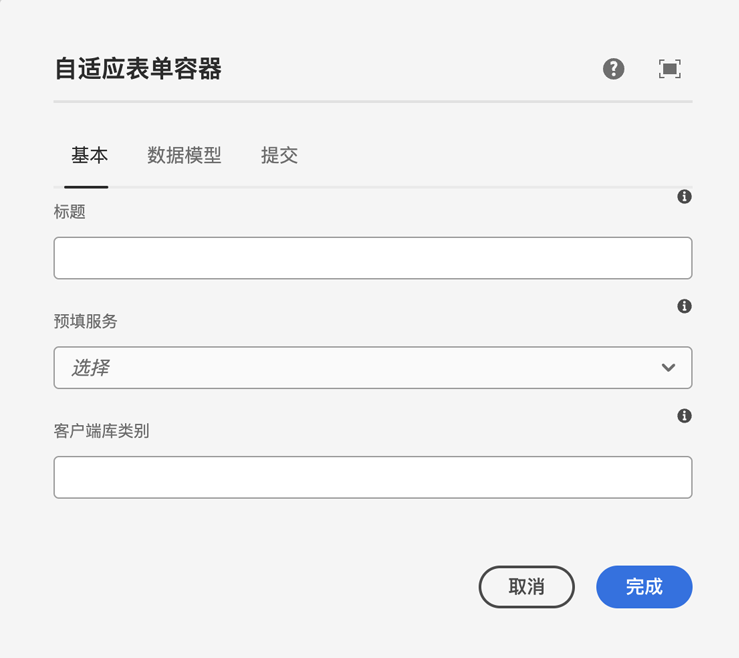 自适应表单容器
基本 数据模型 提交
标题
预填服务
选择
客户端库类别
取消 完成